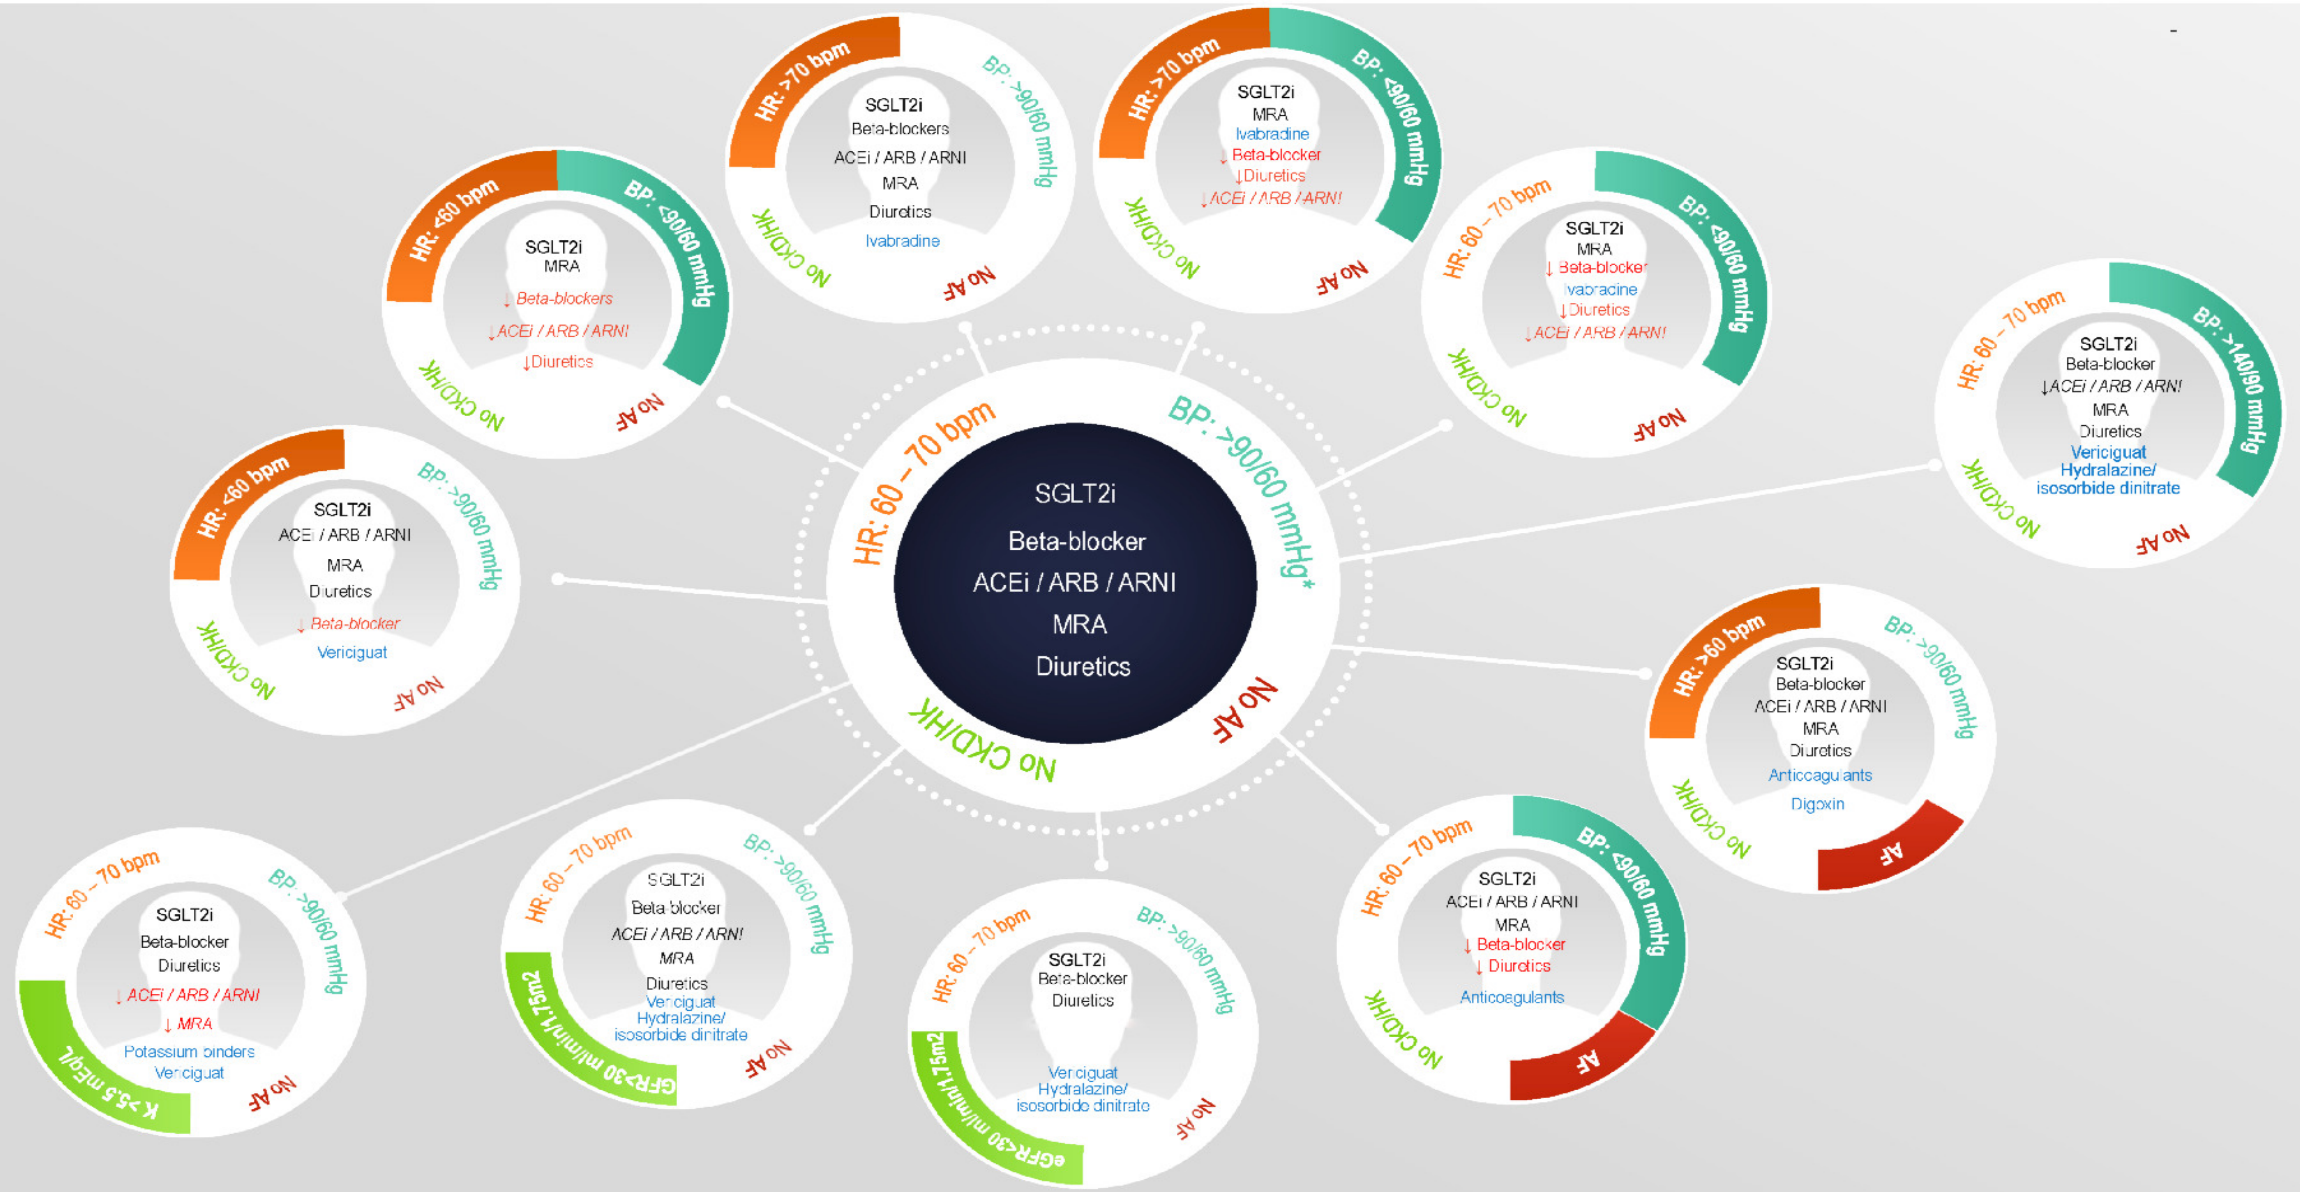 HR: 60 – 70 bpm
BP: >90/60 mmHg*
No AF
No CKD/HK
SGLT2i
Beta-blocker
ACEi / ARB / ARNI
MRA
Diuretics
HR: >70 bpm
BP: >90/60 mmHg
No AF
No CKD/HK
SGLT2i
Beta-blockers
ACEi / ARB / ARNI
MRA
Diuretics
Ivabradine
HR: >70 bpm
BP: <90/60 mmHg
No AF
No CKD/HK
SGLT2i
MRA
Ivabradine
↓ Beta-blocker
↓Diuretics
↓ACEi / ARB / ARNI
HR: 60 – 70 bpm
BP: <90/60 mmHg
No AF
No CKD/HK
SGLT2i
MRA
↓ Beta-blocker
Ivabradine
↓Diuretics
↓ACEi / ARB / ARNI
HR: 60 – 70 bpm
BP: >140/90 mmHg
No AF
No CKD/HK
SGLT2i
Beta-blocker
↓ACEi / ARB / ARNI
MRA
Diuretics
Vericiguat
Hydralazine/
isosorbide dinitrate
HR: >60 bpm
BP: >90/60 mmHg
AF
No CKD/HK
SGLT2i
Beta-blocker
ACEi / ARB / ARNI
MRA
Diuretics
Anticoagulants
Digoxin
HR: 60 – 70 bpm
BP: <90/60 mmHg
AF
No CKD/HK
SGLT2i
ACEi / ARB / ARNI
MRA
↓ Beta-blocker
↓ Diuretics
Anticoagulants
HR: 60 – 70 bpm
BP: >90/60 mmHg
No AF
eGFR<30 ml/min/1.75m2
SGLT2i
Beta-blocker
Diuretics
Vericiguat
Hydralazine/
isosorbide dinitrate
HR: 60 – 70 bpm
BP: >90/60 mmHg
No AF
GFR>30 ml/min/1.75m2
SGLT2i
Beta-blocker
ACEi / ARB / ARNI
MRA
Diuretics
Vericiguat
Hydralazine/
isosorbide dinitrate
HR: 60 – 70 bpm
BP: >90/60 mmHg
No AF
K >5.5 mEq/L
SGLT2i
Beta-blocker
Diuretics
↓ ACEi / ARB / ARNI
↓ MRA
Potassium binders
Vericiguat
HR: <60 bpm
BP: >90/60 mmHg
No AF
No CKD/HK
SGLT2i
ACEi / ARB / ARNI
MRA
Diuretics
↓ Beta-blocker
Vericiguat
HR: <60 bpm
BP: <90/60 mmHg
No AF
No CKD/HK
SGLT2i
MRA
↓ Beta-blockers
↓ACEi / ARB / ARNI
↓Diuretics
-